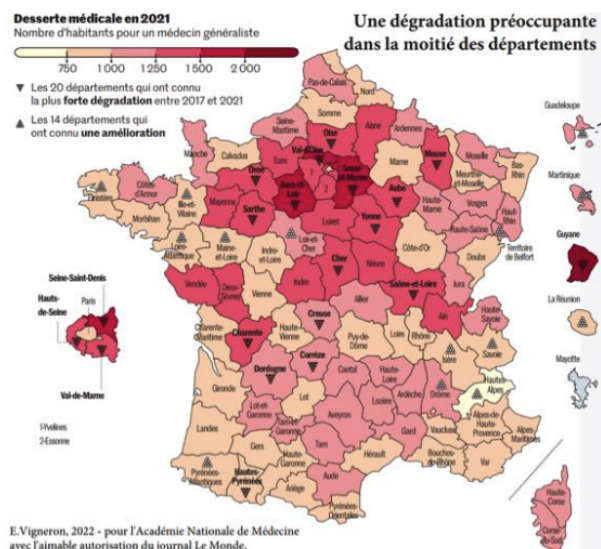 Desserte médicale en 2021
Nombre d'habitants pour un médecin généraliste
750 1 000 1250 1 500 2 000
Les 20 départements qui ont connu
la plus forte dégradation entre 2017 et 2021
Les 14 départements qui
ont connu une amélioration
Une dégradation préoccupante
dans la moitié des départements
Pas-de-Calais
Nord
Somme
Seine-Maritime
Oise
Aisne
Ardennes
Manche
Calvados
Eure
Val-d'Oise
Marne
Meuse
Moselle
Meurthe-et-Moselle
Bas-Rhin
Finistère
Côtes-d'Armor
Ille-et-Vilaine
Morbihan
Mayenne
Orne
Eure-et-Loir
1
2
Seine-et-Marne
Aube
Haute-Marne
Vosges
Haut-Rhin
Sarthe
Loiret
Yonne
Haute-Saône
Territoire
de Belfort
Loire-Atlantique
Maine-et-Loire
Indre-et-Loire
Loir-et-Cher
Cher
Nièvre
Côte-d'Or
Doubs
Vendée
Deux-Sèvres
Vienne
Indre
Saône-et-Loire
Jura
Allier
Ain
Haute-Savoie
Charente-Maritime
Charente
Haute-Vienne
Creuse
Puy-de-Dôme
Loire
Rhône
Isère
Savoie
Corrèze
Dordogne
Cantal
Haute-Loire
Ardèche
Drôme
Hautes-Alpes
Gironde
Lot
Lot-et-Garonne
Tarn-et-Garonne
Aveyron
Lozère
Gard
Vaucluse
Alpes-de-Haute-Provence
Alpes-Maritimes
Landes
Gers
Haute-Garonne
Tarn
Hérault
Bouches-de-Rhône
Var
Pyrénées-Atlantiques
Hautes-Pyrénées
Ariège
Aude
Pyrénées-Orientales
Haute-Corse
Corse-du-Sud
Guadeloupe
Martinique
Guyane
La Réunion
Mayotte
Seine-Saint-Denis
Hauts-de-Seine
Paris
Val-de-Marne
1-Yvelines
2-Essonne
E.Vigneron, 2022 - pour l'Académie Nationale de Médecine
avec l'aimable autorisation du journal Le Monde.